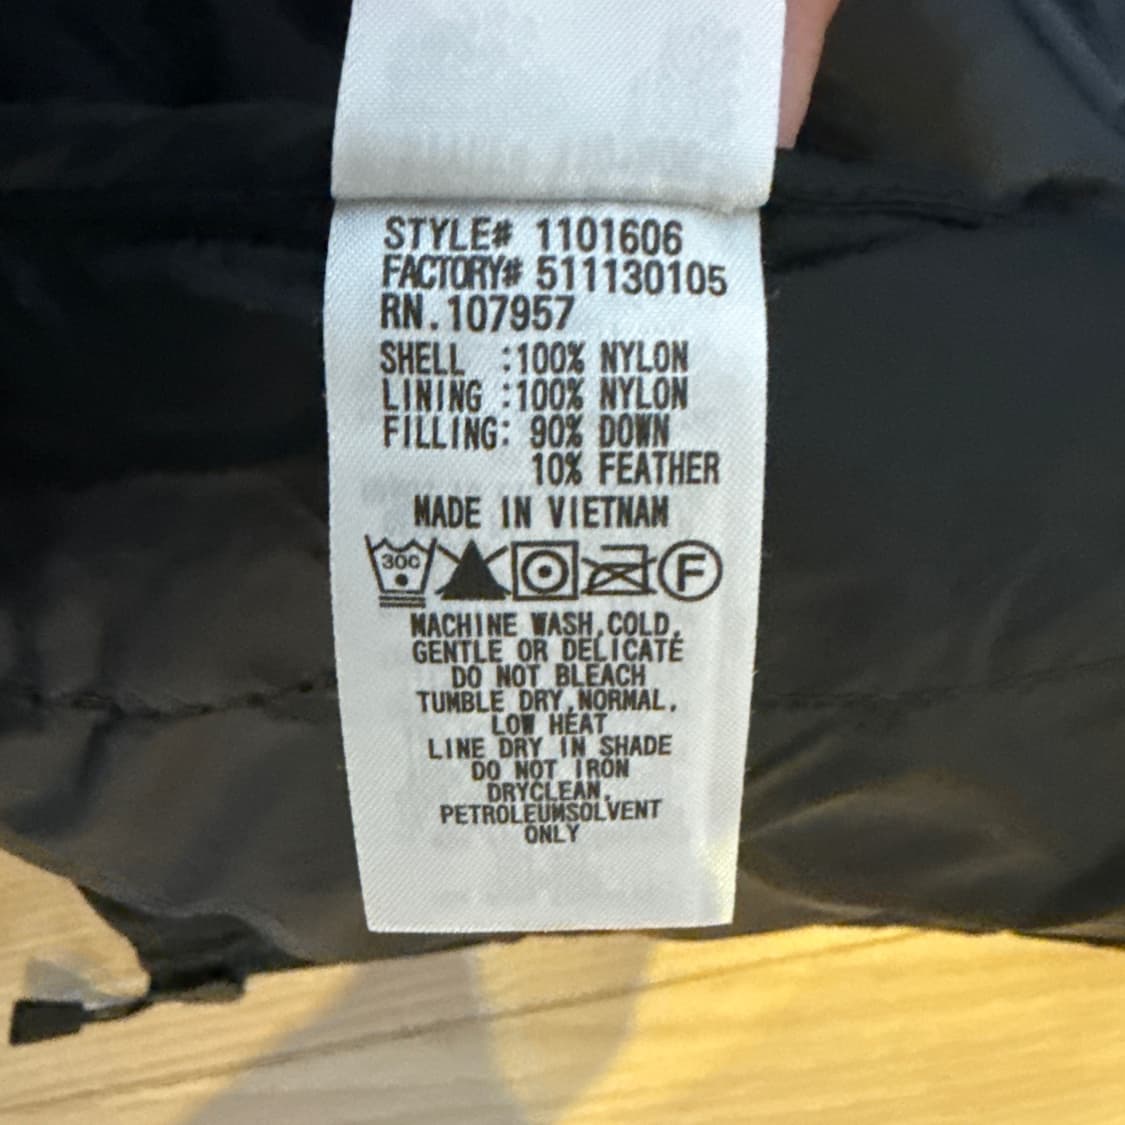 STYLE# 1101606
FACTORY# 511130105
RN.107957
SHELL :100% NYLON
LINING :100% NYLON
FILLING: 90% DOWN
10% FEATHER
MADE IN VIETNAM
30C F
MACHINE WASH,COLD,
GENTLE OR DELICATE
DO NOT BLEACH
TUMBLE DRY,NORMAL,
LOW HEAT
LINE DRY IN SHADE
DO NOT IRON
DRYCLEAN,
PETROLEUMSOLVENT
ONLY